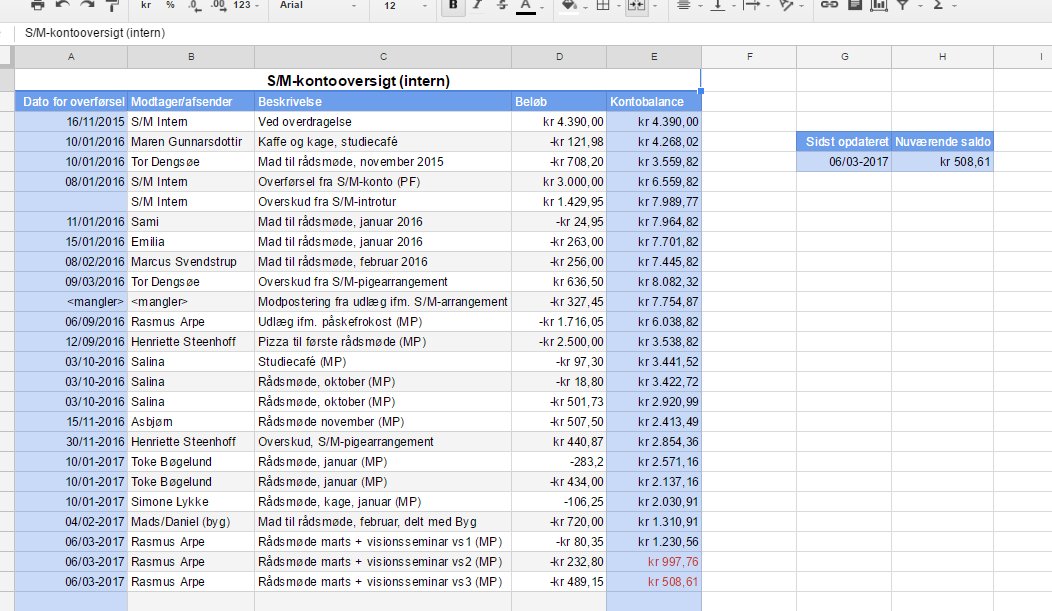 kr % .0 .00 123 Arial 12 B I S A Σ
S/M-kontooversigt (intern)
A B C D E F G H I
S/M-kontooversigt (intern)
Dato for overførsel Modtager/afsender Beskrivelse Beløb Kontobalance
16/11/2015 S/M Intern Ved overdragelse kr 4.390,00 kr 4.390,00
10/01/2016 Maren Gunnarsdottir Kaffe og kage, studiecafé -kr 121,98 kr 4.268,02
Sidst opdateret Nuværende saldo
10/01/2016 Tor Dengsøe Mad til rådsmøde, november 2015 -kr 708,20 kr 3.559,82 06/03-2017 kr 508,61
08/01/2016 S/M Intern Overførsel fra S/M-konto (PF) kr 3.000,00 kr 6.559,82
S/M Intern Overskud fra S/M-introtur kr 1.429,95 kr 7.989,77
11/01/2016 Sami Mad til rådsmøde, januar 2016 -kr 24,95 kr 7.964,82
15/01/2016 Emilia Mad til rådsmøde, januar 2016 -kr 263,00 kr 7.701,82
08/02/2016 Marcus Svendstrup Mad til rådsmøde, februar 2016 -kr 256,00 kr 7.445,82
09/03/2016 Tor Dengsøe Overskud fra S/M-pigearrangement kr 636,50 kr 8.082,32
<mangler> <mangler> Modpostering fra udlæg ifm. S/M-arrangement -kr 327,45 kr 7.754,87
06/09/2016 Rasmus Arpe Udlæg ifm. påskefrokost (MP) -kr 1.716,05 kr 6.038,82
12/09/2016 Henriette Steenhoff Pizza til første rådsmøde (MP) -kr 2.500,00 kr 3.538,82
03/10-2016 Salina Studiecafé (MP) -kr 97,30 kr 3.441,52
03/10-2016 Salina Rådsmøde, oktober (MP) -kr 18,80 kr 3.422,72
03/10-2016 Salina Rådsmøde, oktober (MP) -kr 501,73 kr 2.920,99
15/11-2016 Asbjørn Rådsmøde november (MP) -kr 507,50 kr 2.413,49
30/11-2016 Henriette Steenhoff Overskud, S/M-pigearrangement kr 440,87 kr 2.854,36
10/01-2017 Toke Bøgelund Rådsmøde, januar (MP) -283,2 kr 2.571,16
10/01-2017 Toke Bøgelund Rådsmøde, januar (MP) -kr 434,00 kr 2.137,16
10/01-2017 Simone Lykke Rådsmøde, kage, januar (MP) -106,25 kr 2.030,91
04/02-2017 Mads/Daniel (byg) Mad til rådsmøde, februar, delt med Byg -kr 720,00 kr 1.310,91
06/03-2017 Rasmus Arpe Rådsmøde marts + visionsseminar vs1 (MP) -kr 80,35 kr 1.230,56
06/03-2017 Rasmus Arpe Rådsmøde marts + visionsseminar vs2 (MP) -kr 232,80 kr 997,76
06/03-2017 Rasmus Arpe Rådsmøde marts + visionsseminar vs3 (MP) -kr 489,15 kr 508,61